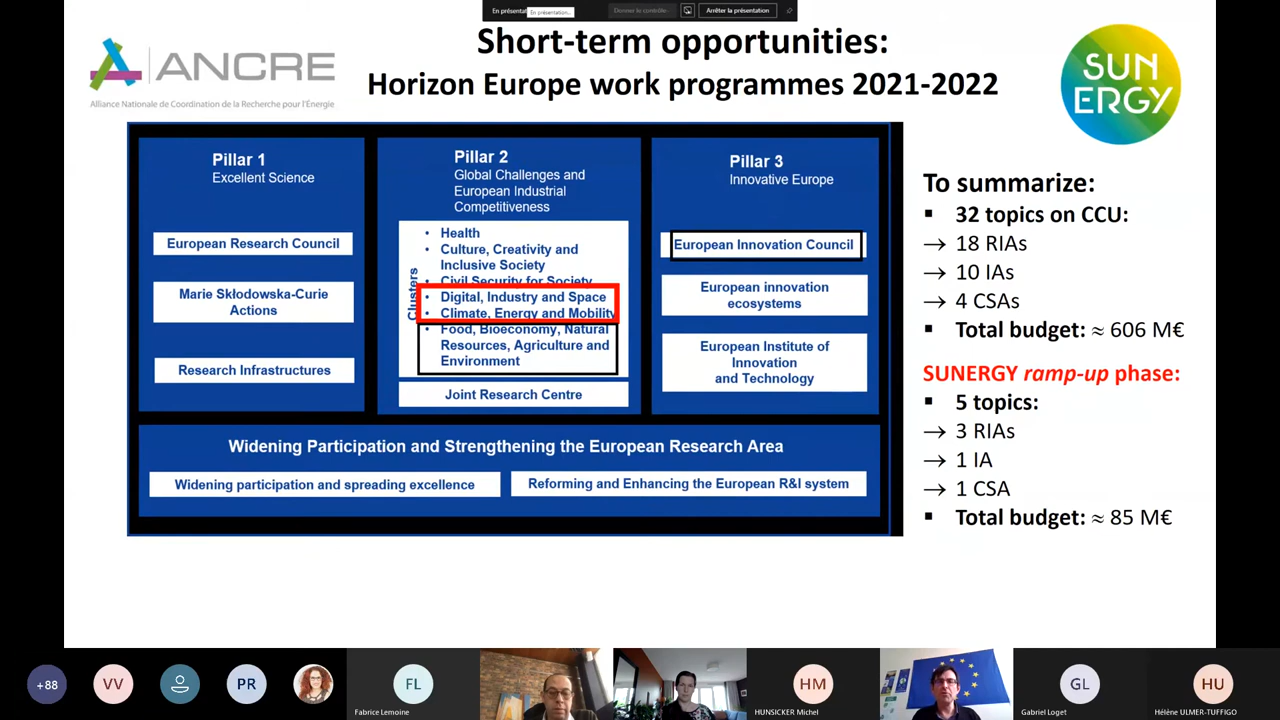 En présentat
En présentation...
Donner le contrôle...
Arrêter la présentation
Short-term opportunities:
Horizon Europe work programmes 2021-2022
ANCRE
Alliance Nationale de Coordination de la Recherche pour l'Énergie
SUN
ERGY
Pillar 1
Excellent Science
European Research Council
Marie Skłodowska-Curie
Actions
Research Infrastructures
Pillar 2
Global Challenges and
European Industrial
Competitiveness
Clusters
• Health
• Culture, Creativity and
Inclusive Society
• Civil Security for Society
• Digital, Industry and Space
• Climate, Energy and Mobility
• Food, Bioeconomy, Natural
Resources, Agriculture and
Environment
Joint Research Centre
Pillar 3
Innovative Europe
European Innovation Council
European innovation
ecosystems
European Institute of
Innovation
and Technology
Widening Participation and Strengthening the European Research Area
Widening participation and spreading excellence
Reforming and Enhancing the European R&I system
To summarize:
▪ 32 topics on CCU:
→ 18 RIAs
→ 10 IAs
→ 4 CSAs
▪ Total budget: ≈ 606 M€
SUNERGY ramp-up phase:
▪ 5 topics:
→ 3 RIAs
→ 1 IA
→ 1 CSA
▪ Total budget: ≈ 85 M€
+88
VV
PR
FL
Fabrice Lemoine
HM
HUNSICKER Michel
GL
Gabriel Loget
HU
Hélène ULMER-TUFFIGO